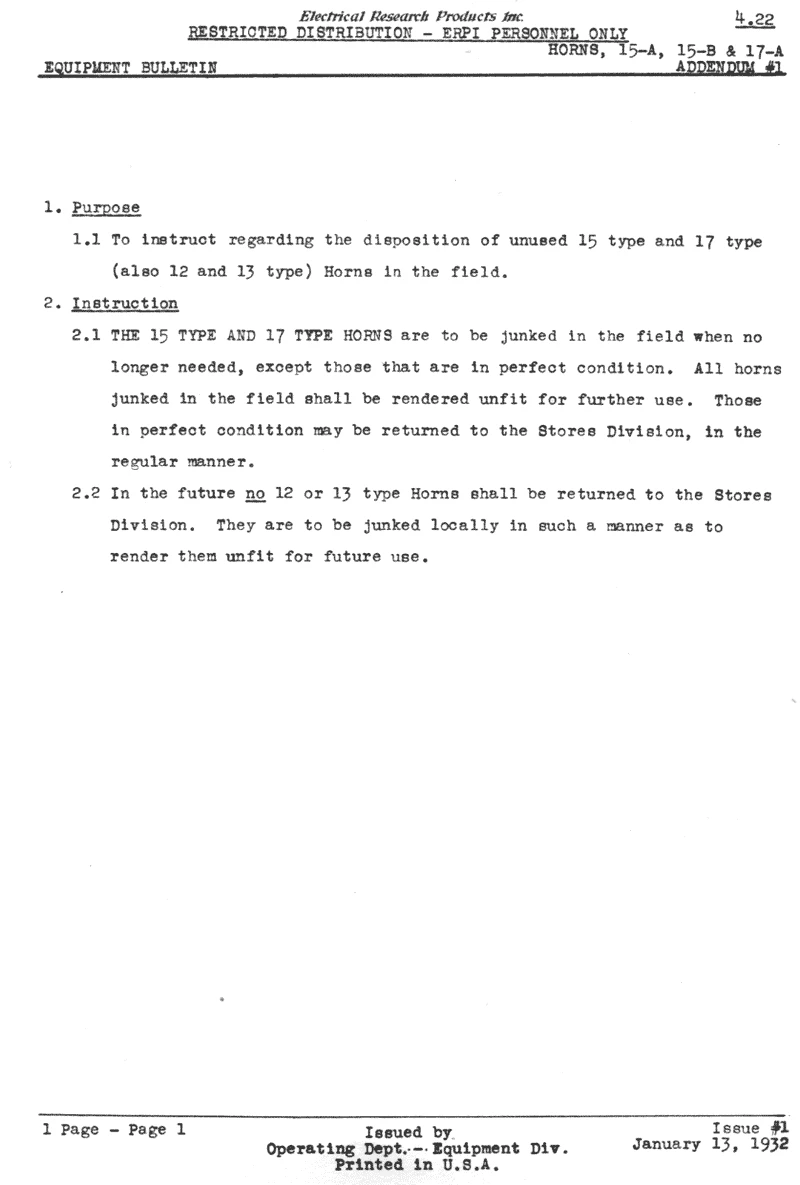 Electrical Research Products Inc.
4.22
RESTRICTED DISTRIBUTION - ERPI PERSONNEL ONLY
HORNS, 15-A, 15-B & 17-A
EQUIPMENT BULLETIN ADDENDUM #1
1. Purpose
1.1 To instruct regarding the disposition of unused 15 type and 17 type
(also 12 and 13 type) Horns in the field.
2. Instruction
2.1 THE 15 TYPE AND 17 TYPE HORNS are to be junked in the field when no
longer needed, except those that are in perfect condition. All horns
junked in the field shall be rendered unfit for further use. Those
in perfect condition may be returned to the Stores Division, in the
regular manner.
2.2 In the future no 12 or 13 type Horns shall be returned to the Stores
Division. They are to be junked locally in such a manner as to
render them unfit for future use.
1 Page - Page 1 Issued by Issue #1
Operating Dept. - Equipment Div. January 13, 1932
Printed in U.S.A.